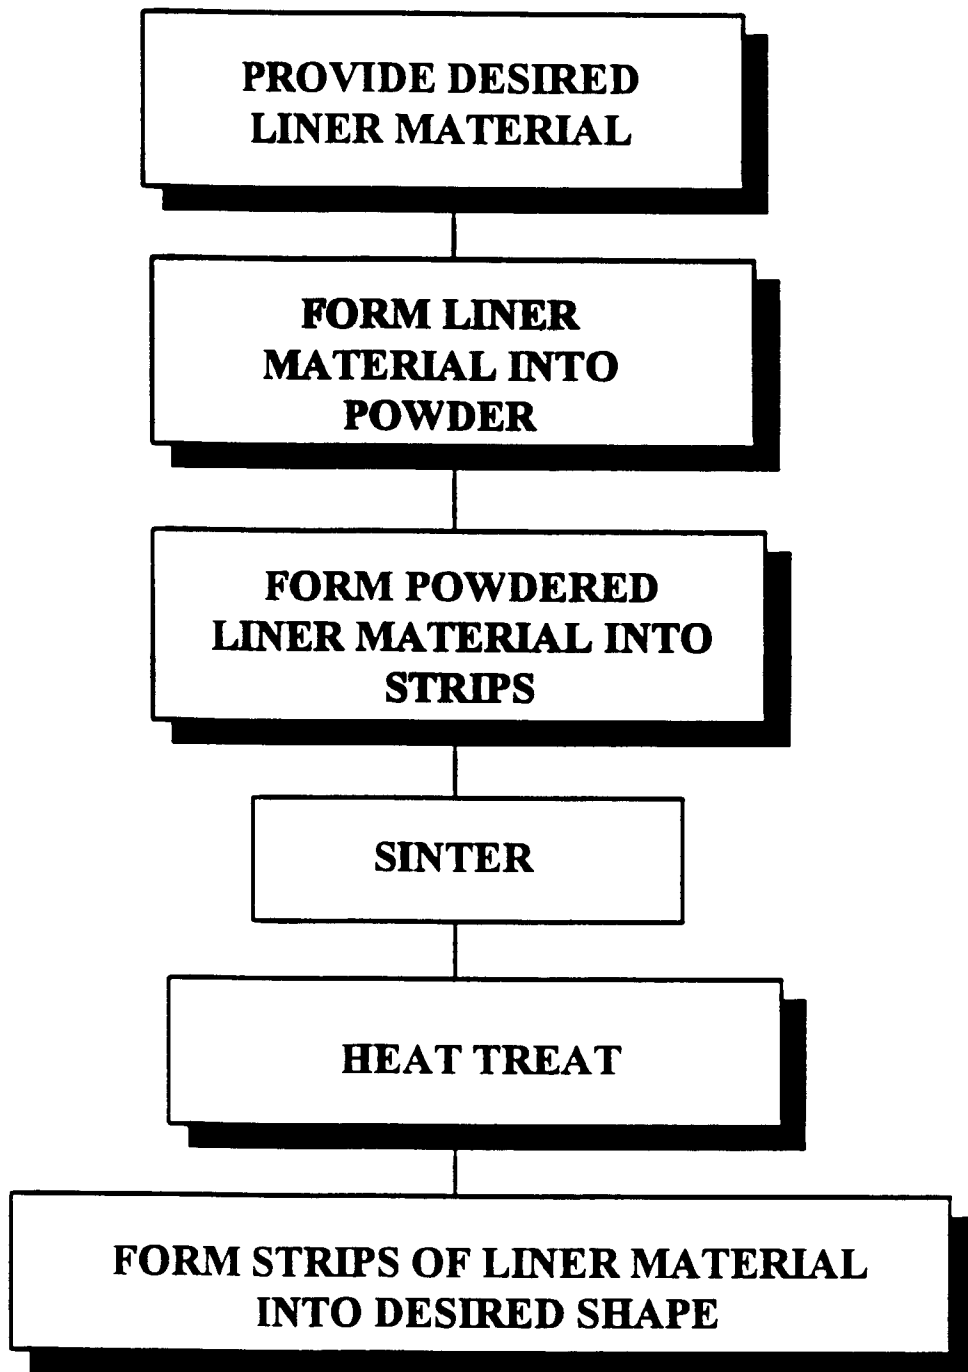 PROVIDE DESIRED
LINER MATERIAL
FORM LINER
MATERIAL INTO
POWDER
FORM POWDERED
LINER MATERIAL INTO
STRIPS
SINTER
HEAT TREAT
FORM STRIPS OF LINER MATERIAL
INTO DESIRED SHAPE